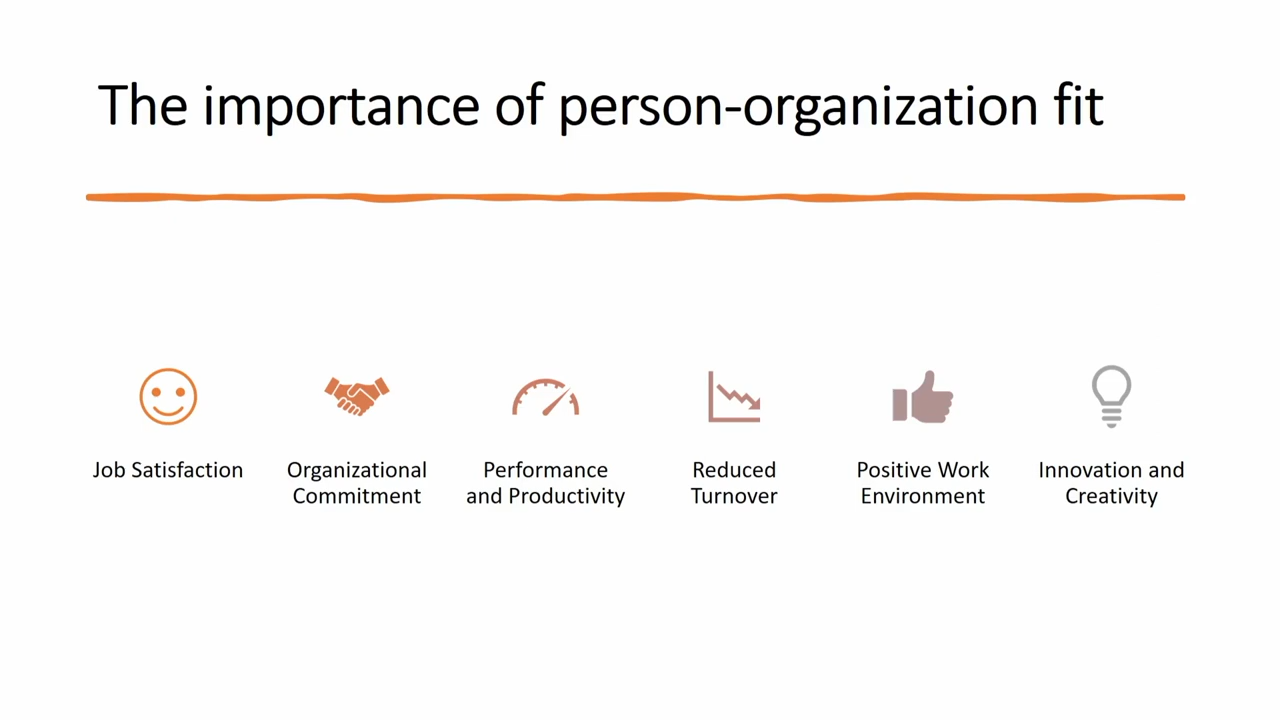 The importance of person-organization fit
Job Satisfaction
Organizational
Commitment
Performance
and Productivity
Reduced
Turnover
Positive Work
Environment
Innovation and
Creativity